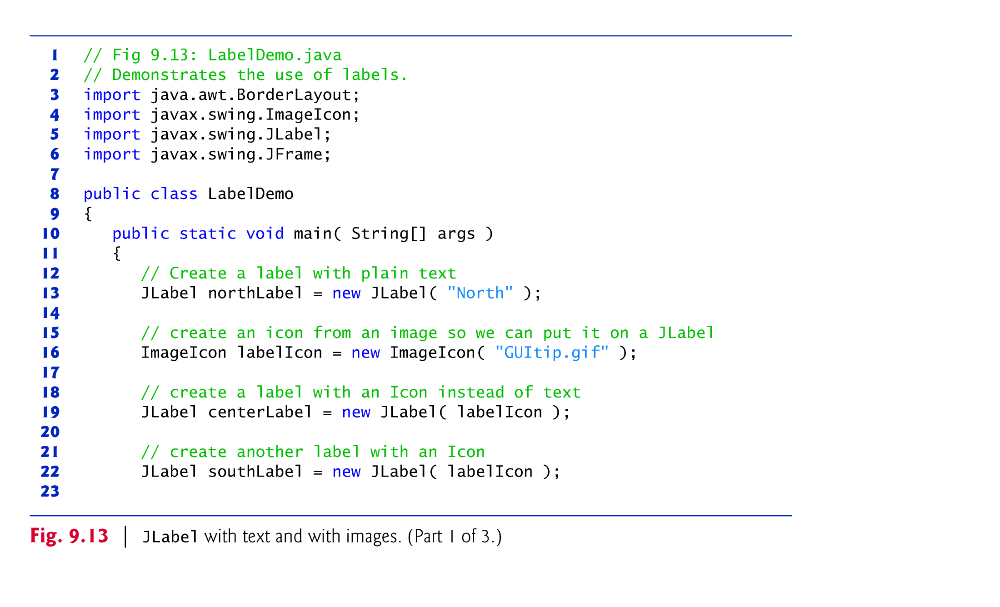 1 // Fig 9.13: LabelDemo.java
2 // Demonstrates the use of labels.
3 import java.awt.BorderLayout;
4 import javax.swing.ImageIcon;
5 import javax.swing.JLabel;
6 import javax.swing.JFrame;
7
8 public class LabelDemo
9 {
10    public static void main( String[] args )
11    {
12       // Create a label with plain text
13       JLabel northLabel = new JLabel( "North" );
14
15       // create an icon from an image so we can put it on a JLabel
16       ImageIcon labelIcon = new ImageIcon( "GUItip.gif" );
17
18       // create a label with an Icon instead of text
19       JLabel centerLabel = new JLabel( labelIcon );
20
21       // create another label with an Icon
22       JLabel southLabel = new JLabel( labelIcon );
23
Fig. 9.13 | JLabel with text and with images. (Part 1 of 3.)